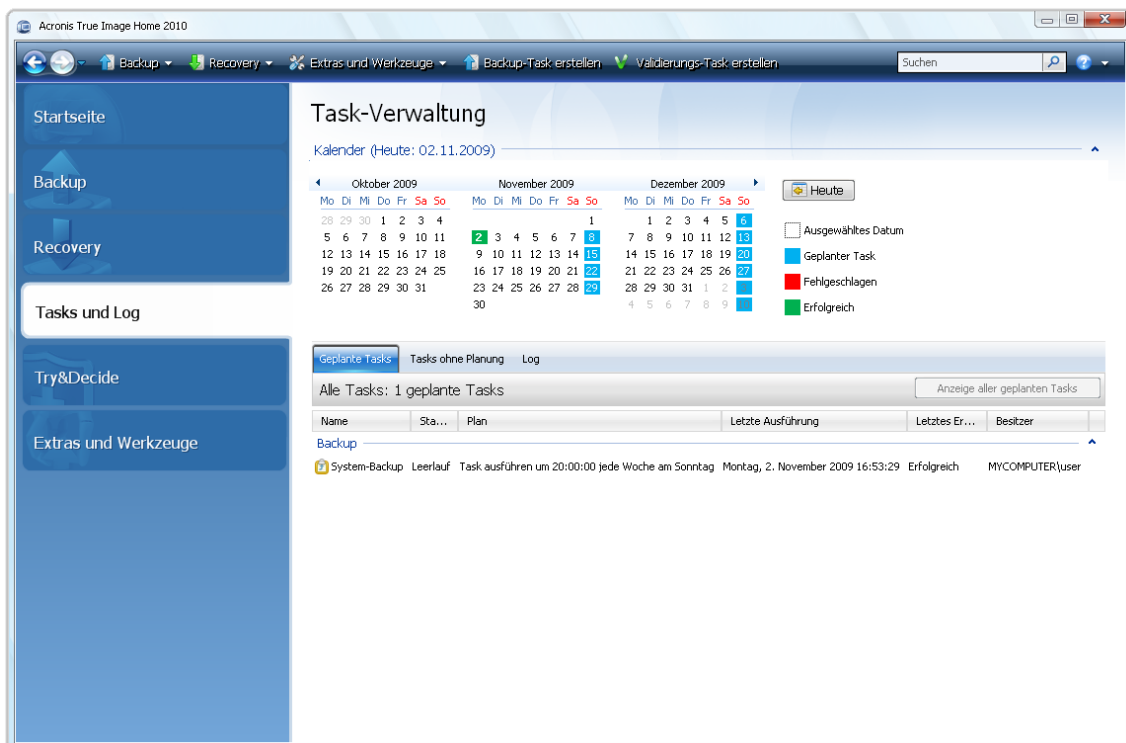 Acronis True Image Home 2010
Backup Recovery Extras und Werkzeuge Backup-Task erstellen Validierungs-Task erstellen Suchen
Startseite
Backup
Recovery
Tasks und Log
Try&Decide
Extras und Werkzeuge
Task-Verwaltung
Kalender (Heute: 02.11.2009)
Oktober 2009
Mo Di Mi Do Fr Sa So
28 29 30 1 2 3 4
5 6 7 8 9 10 11
12 13 14 15 16 17 18
19 20 21 22 23 24 25
26 27 28 29 30 31
November 2009
Mo Di Mi Do Fr Sa So
1
2 3 4 5 6 7 8
9 10 11 12 13 14 15
16 17 18 19 20 21 22
23 24 25 26 27 28 29
30
Dezember 2009
Mo Di Mi Do Fr Sa So
1 2 3 4 5 6
7 8 9 10 11 12 13
14 15 16 17 18 19 20
21 22 23 24 25 26 27
28 29 30 31 1 2 3
4 5 6 7 8 9 10
Heute
Ausgewähltes Datum
Geplanter Task
Fehlgeschlagen
Erfolgreich
Geplante Tasks Tasks ohne Planung Log
Alle Tasks: 1 geplante Tasks Anzeige aller geplanten Tasks
Name Sta... Plan Letzte Ausführung Letztes Er... Besitzer
Backup
System-Backup Leerlauf Task ausführen um 20:00:00 jede Woche am Sonntag Montag, 2. November 2009 16:53:29 Erfolgreich MYCOMPUTER\user